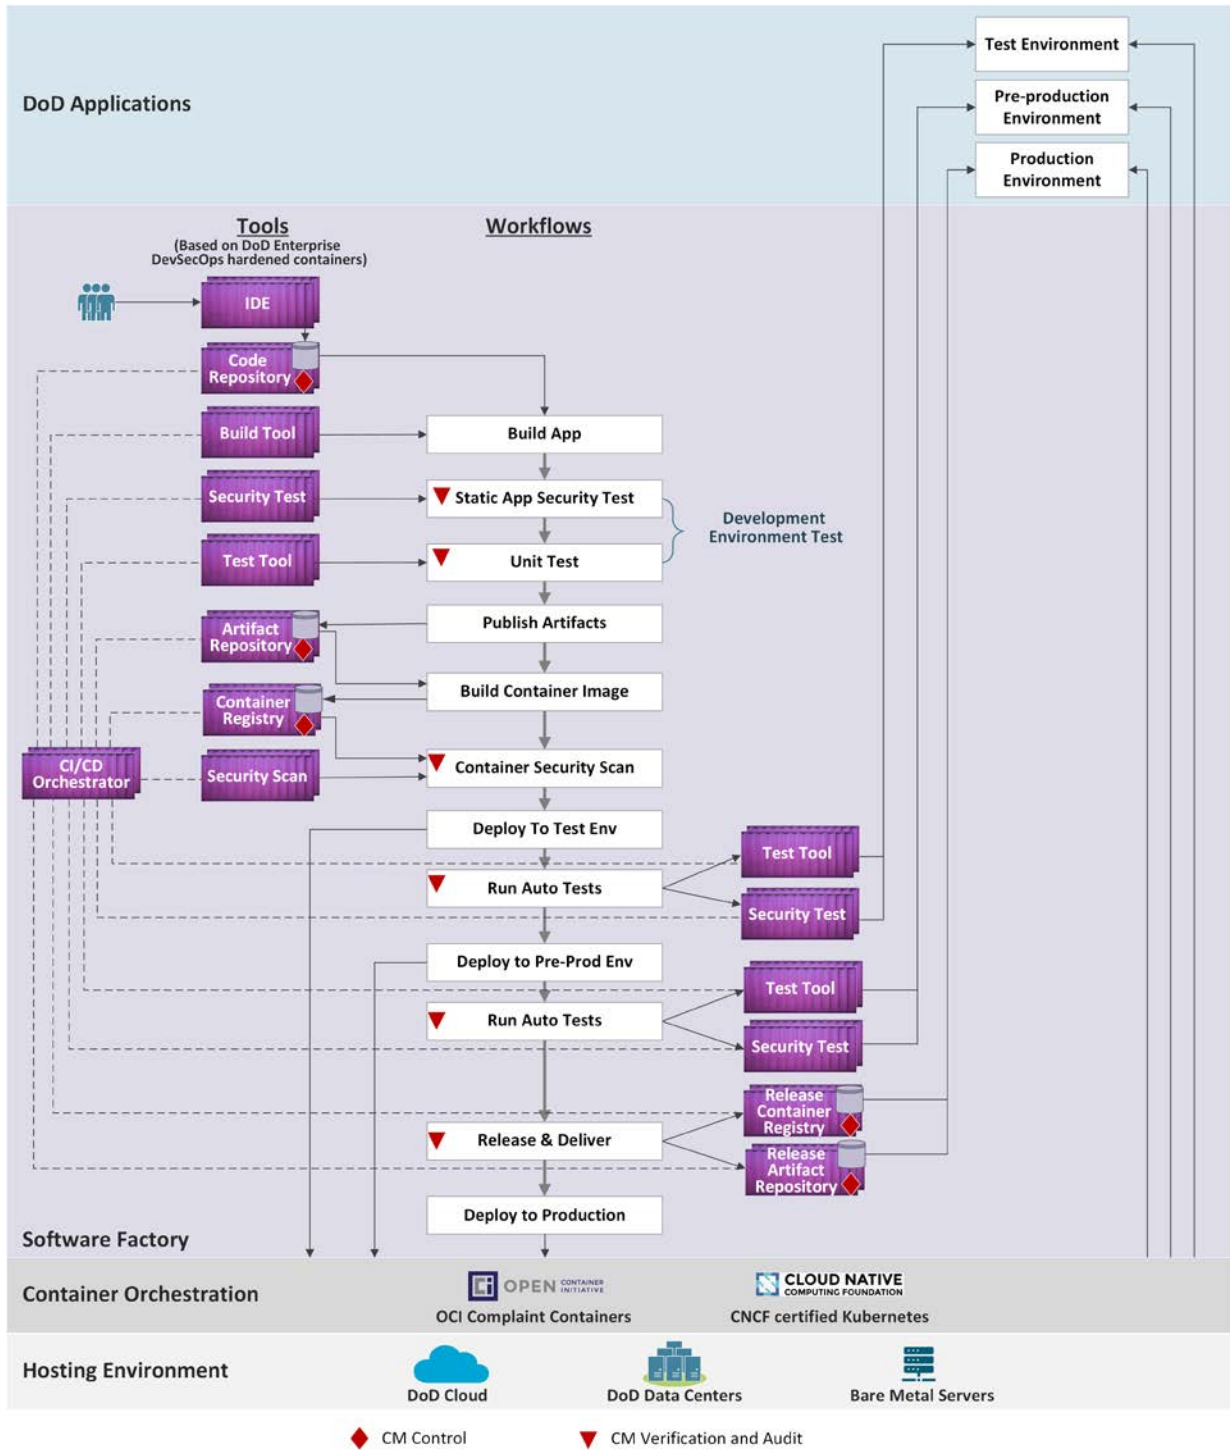 Test Environment
DoD Applications
Pre-production
Environment
Production
Environment
Tools
(Based on DoD Enterprise
DevSecOps hardened containers)
Workflows
IDE
Code
Repository
Build Tool
Build App
Security Test
Static App Security Test
Development
Environment Test
Test Tool
Unit Test
Artifact
Repository
Publish Artifacts
Container
Registry
Build Container Image
CI/CD
Orchestrator
Security Scan
Container Security Scan
Deploy To Test Env
Test Tool
Run Auto Tests
Security Test
Deploy to Pre-Prod Env
Test Tool
Run Auto Tests
Security Test
Release
Container
Registry
Release & Deliver
Release
Artifact
Repository
Deploy to Production
Software Factory
Container Orchestration
Ci OPEN CONTAINER
INITIATIVE
OCI Complaint Containers
CLOUD NATIVE
COMPUTING FOUNDATION
CNCF certified Kubernetes
Hosting Environment
DoD Cloud
DoD Data Centers
Bare Metal Servers
CM Control
CM Verification and Audit